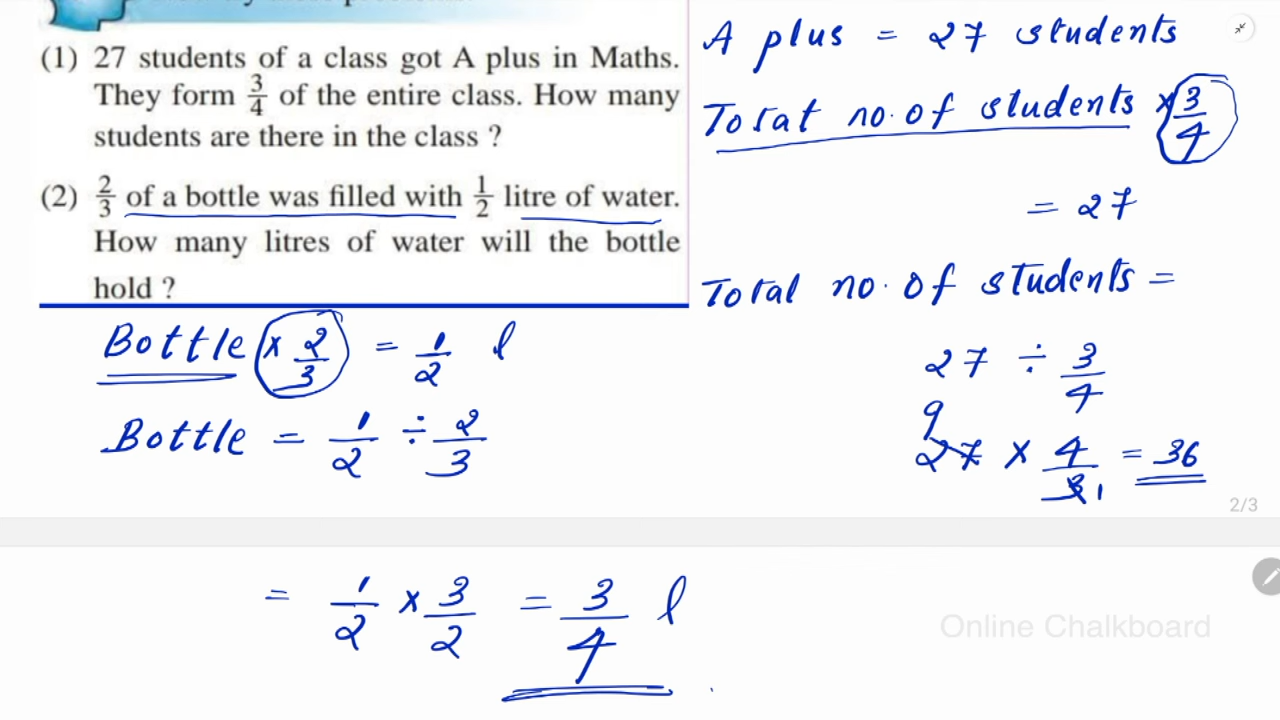 (1) 27 students of a class got A plus in Maths.
They form 3/4 of the entire class. How many
students are there in the class ?
(2) 2/3 of a bottle was filled with 1/2 litre of water.
How many litres of water will the bottle
hold ?
Bottle × 2/3 = 1/2 l
Bottle = 1/2 ÷ 2/3
= 1/2 × 3/2 = 3/4 l
A plus = 27 students
Totat no. of students × 3/4
= 27
Total no. of students =
27 ÷ 3/4
9
27 × 4/3 1 = 36
2/3
Online Chalkboard